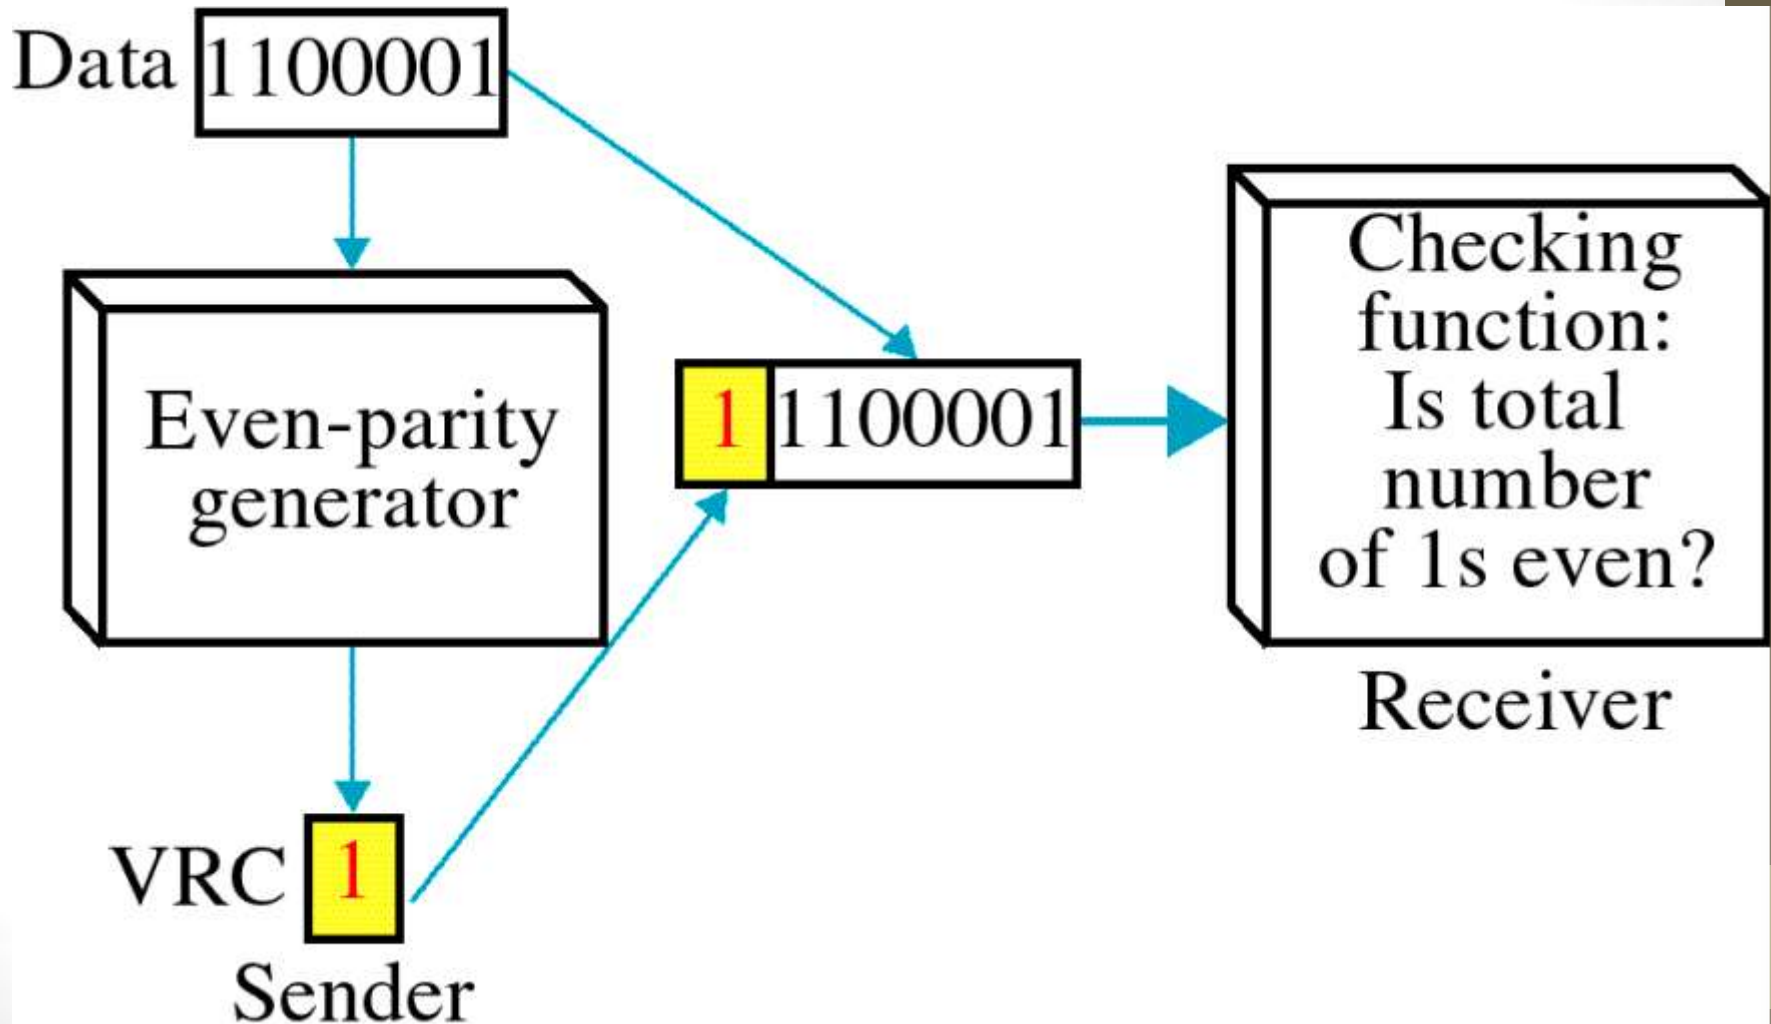 Data 1100001
Even-parity
generator
VRC 1
Sender
1 1100001
Checking
function:
Is total
number
of 1s even?
Receiver